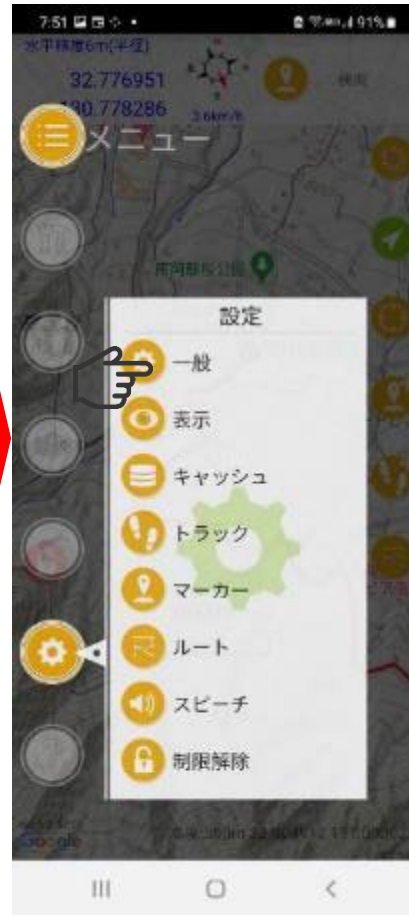 7:51
91%
水平精度6m(半径)
32.776951
130.778286
3.6km/h
検索
メニュー
設定
一般
表示
キャッシュ
トラック
マーカー
ルート
スピーチ
制限解除
Google